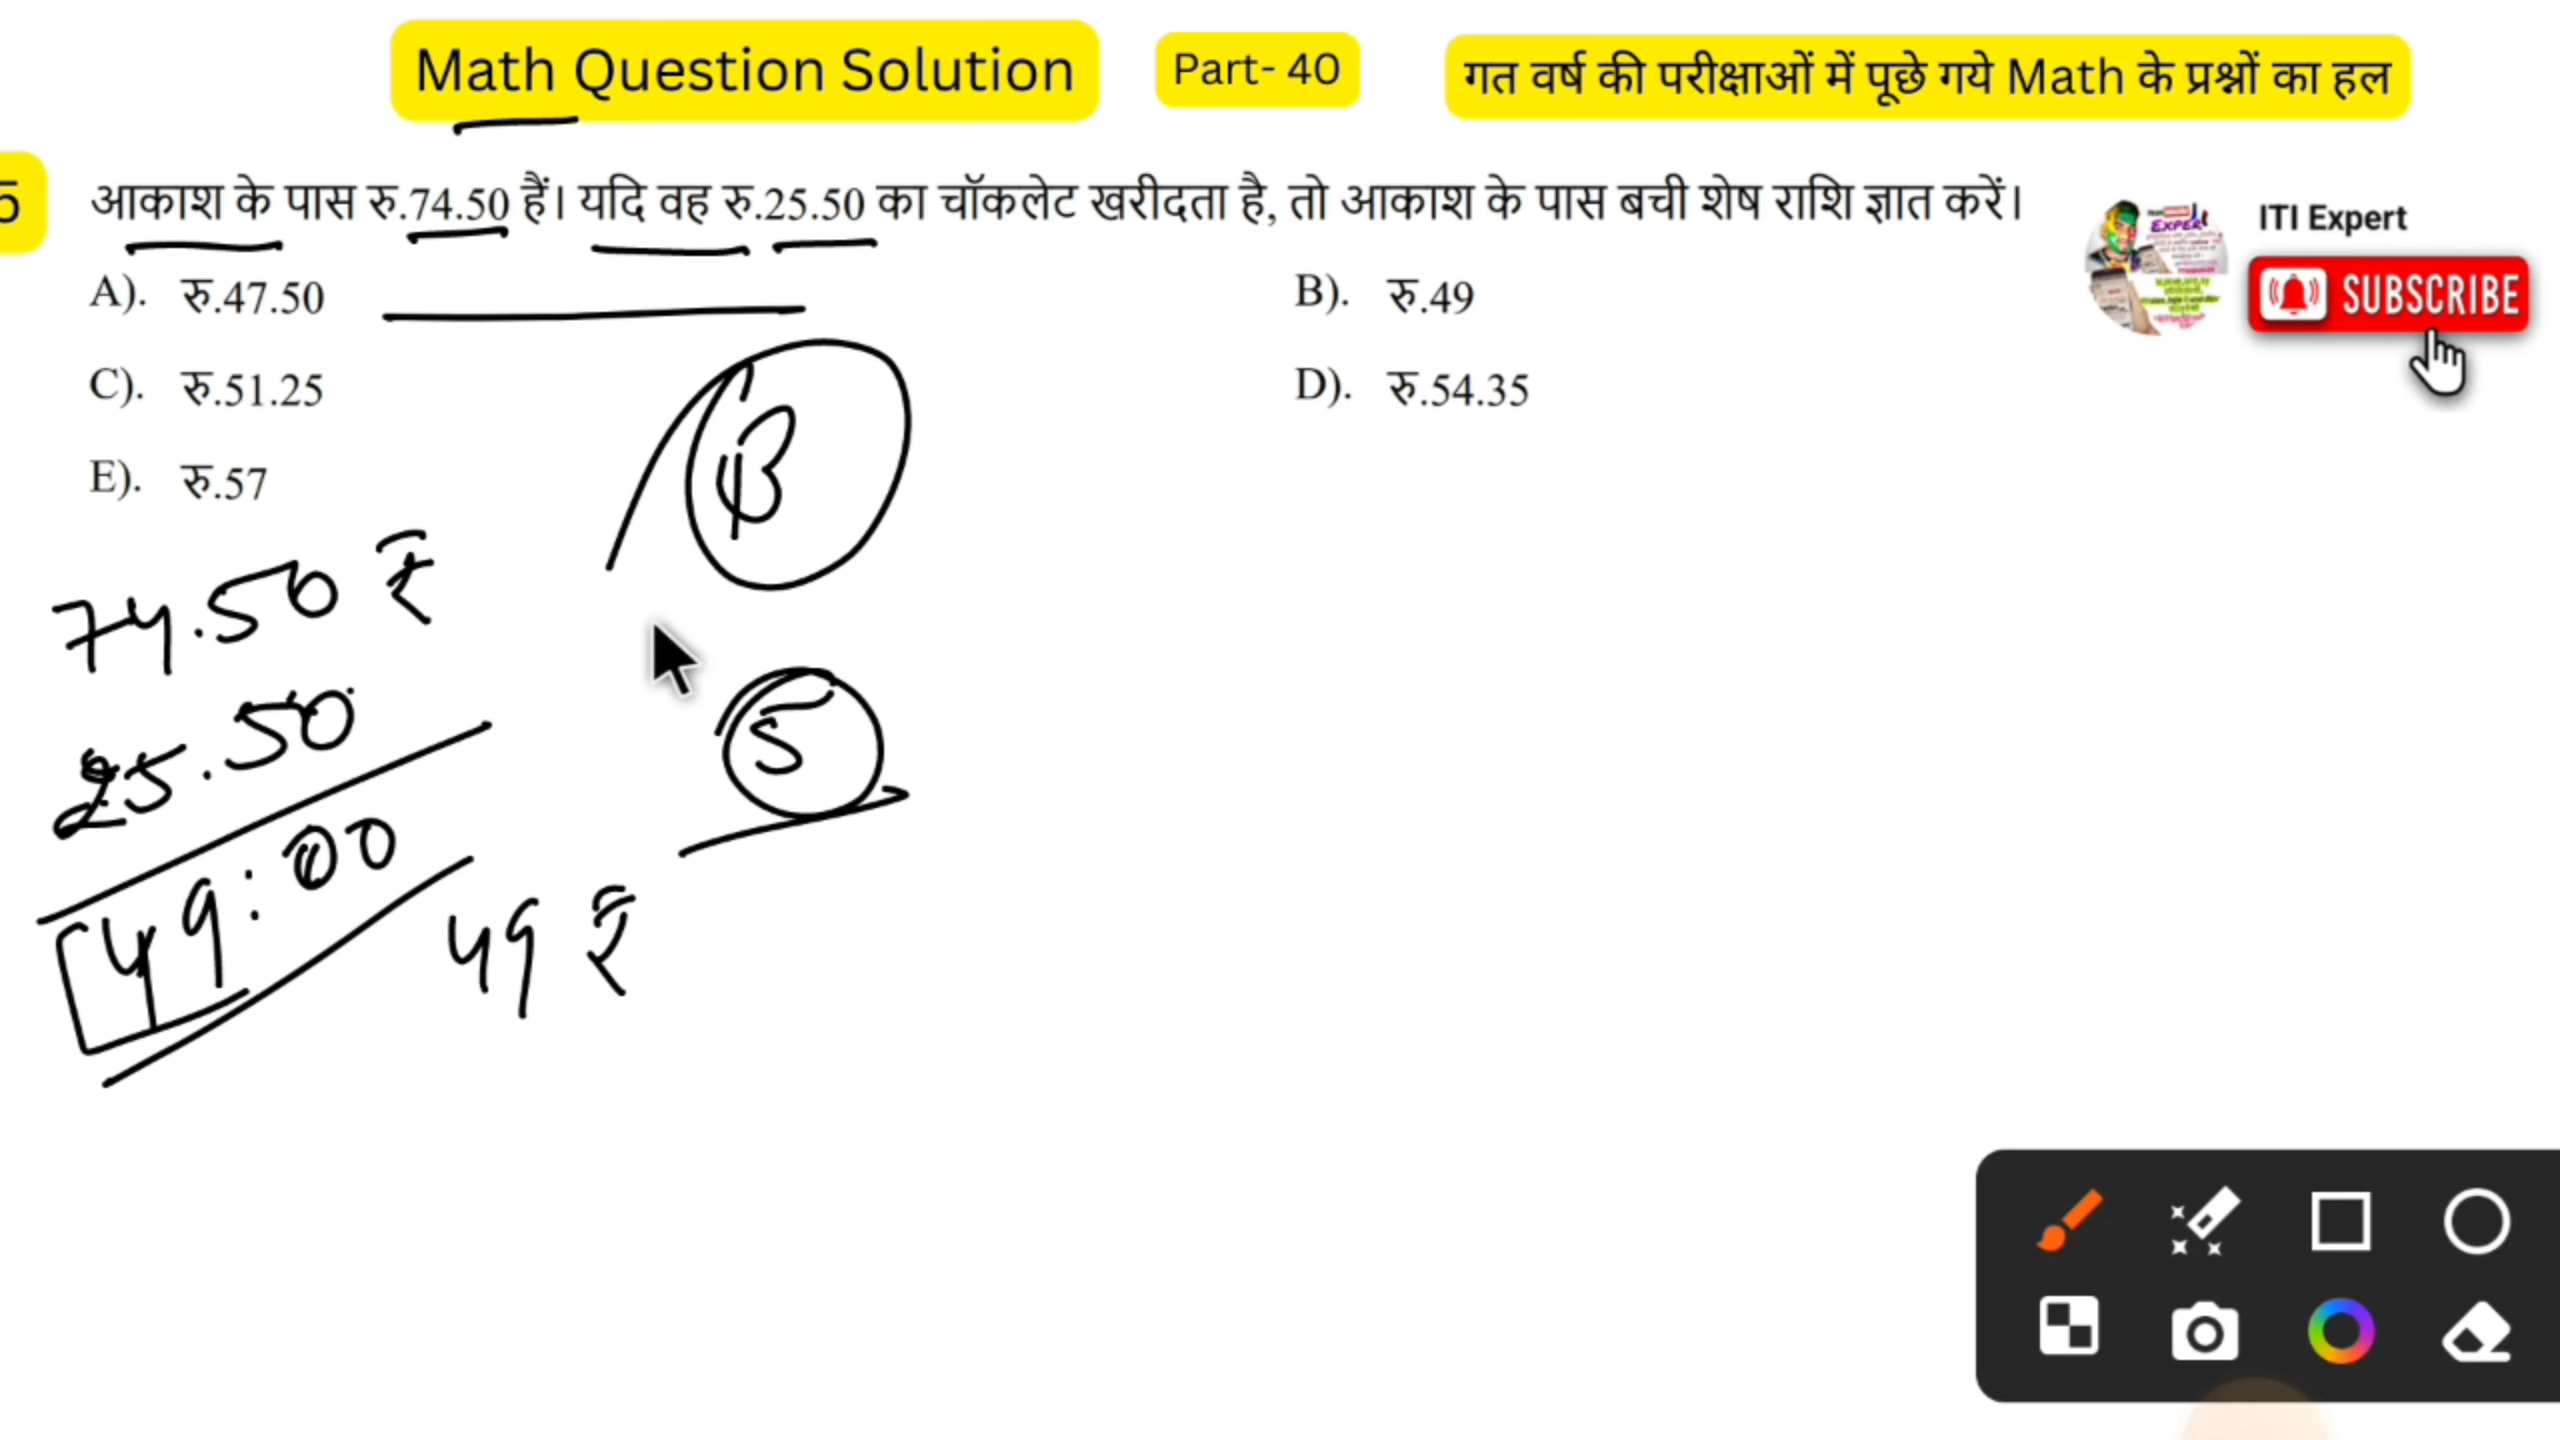 Math Question Solution Part- 40 गत वर्ष की परीक्षाओं में पूछे गये Math के प्रश्नों का हल
5 आकाश के पास रु.74.50 हैं। यदि वह रु.25.50 का चॉकलेट खरीदता है, तो आकाश के पास बची शेष राशि ज्ञात करें।
ITI Expert
EXPERT
SUBSCRIBE
A). रु.47.50 B). रु.49
C). रु.51.25 D). रु.54.35
E). रु.57
B
74.50 ₹
25.50
5
49:00
49 ₹